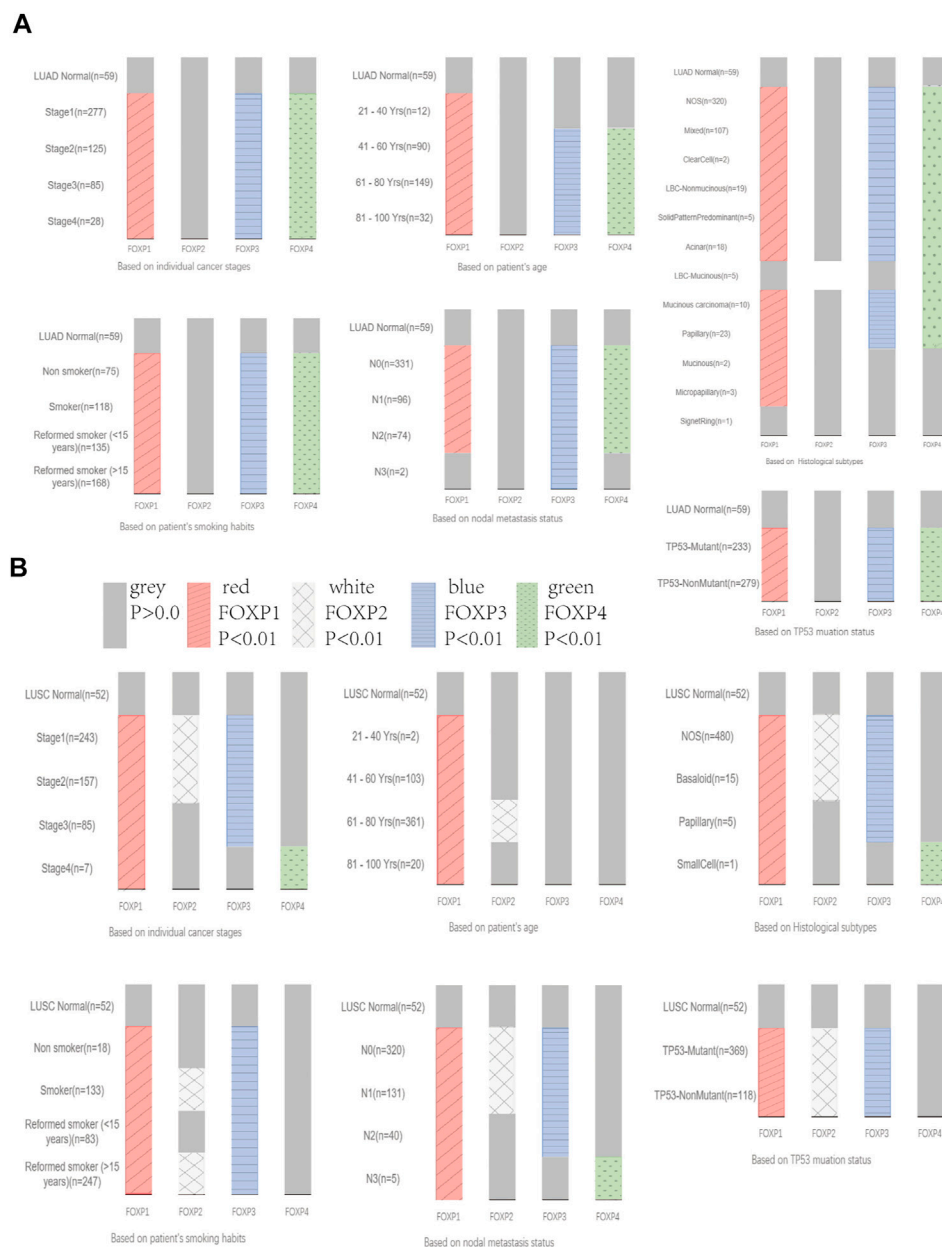 A
LUAD Normal(n=59)
Stage1(n=277)
Stage2(n=125)
Stage3(n=85)
Stage4(n=28)
FOXP1 FOXP2 FOXP3 FOXP4
Based on individual cancer stages
LUAD Normal(n=59)
21 - 40 Yrs(n=12)
41 - 60 Yrs(n=90)
61 - 80 Yrs(n=149)
81 - 100 Yrs(n=32)
FOXP1 FOXP2 FOXP3 FOXP4
Based on patient's age
LUAD Normal(n=59)
NOS(n=320)
Mixed(n=107)
ClearCell(n=2)
LBC-Nonmucinous(n=19)
SolidPatternPredominant(n=5)
Acinar(n=18)
LBC-Mucinous(n=5)
Mucinous carcinoma(n=10)
Papillary(n=23)
Mucinous(n=2)
Micropapillary(n=3)
SignetRing(n=1)
FOXP1 FOXP2 FOXP3 FOXP4
Based on Histological subtypes
LUAD Normal(n=59)
Non smoker(n=75)
Smoker(n=118)
Reformed smoker (<15
years)(n=135)
Reformed smoker (>15
years)(n=168)
FOXP1 FOXP2 FOXP3 FOXP4
Based on patient's smoking habits
LUAD Normal(n=59)
N0(n=331)
N1(n=96)
N2(n=74)
N3(n=2)
FOXP1 FOXP2 FOXP3 FOXP4
Based on nodal metastasis status
LUAD Normal(n=59)
TP53-Mutant(n=233)
TP53-NonMutant(n=279)
FOXP1 FOXP2 FOXP3 FOXP4
Based on TP53 muation status
B
grey
P>0.0
red
FOXP1
P<0.01
white
FOXP2
P<0.01
blue
FOXP3
P<0.01
green
FOXP4
P<0.01
LUSC Normal(n=52)
Stage1(n=243)
Stage2(n=157)
Stage3(n=85)
Stage4(n=7)
FOXP1 FOXP2 FOXP3 FOXP4
Based on individual cancer stages
LUSC Normal(n=52)
21 - 40 Yrs(n=2)
41 - 60 Yrs(n=103)
61 - 80 Yrs(n=361)
81 - 100 Yrs(n=20)
FOXP1 FOXP2 FOXP3 FOXP4
Based on patient's age
LUSC Normal(n=52)
NOS(n=480)
Basaloid(n=15)
Papillary(n=5)
SmallCell(n=1)
FOXP1 FOXP2 FOXP3 FOXP4
Based on Histological subtypes
LUSC Normal(n=52)
Non smoker(n=18)
Smoker(n=133)
Reformed smoker (<15
years)(n=83)
Reformed smoker (>15
years)(n=247)
FOXP1 FOXP2 FOXP3 FOXP4
Based on patient's smoking habits
LUSC Normal(n=52)
N0(n=320)
N1(n=131)
N2(n=40)
N3(n=5)
FOXP1 FOXP2 FOXP3 FOXP4
Based on nodal metastasis status
LUSC Normal(n=52)
TP53-Mutant(n=369)
TP53-NonMutant(n=118)
FOXP1 FOXP2 FOXP3 FOXP4
Based on TP53 muation status